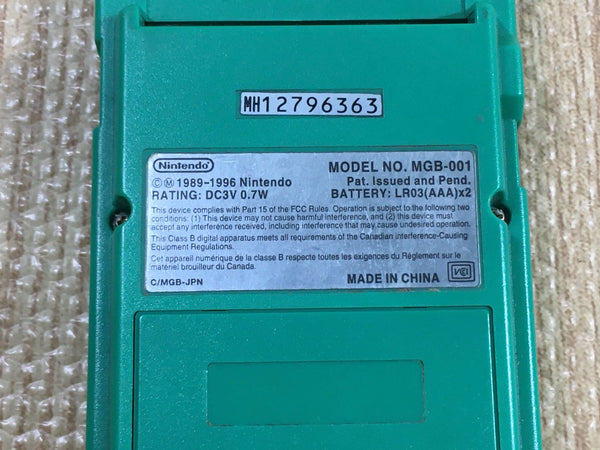 MH12796363
Nintendo
MODEL NO. MGB-001
©Ⓜ 1989-1996 Nintendo
Pat. Issued and Pend.
RATING: DC3V 0.7W
BATTERY: LR03(AAA)x2
This device complies with Part 15 of the FCC Rules. Operation is subject to the following two
conditions: (1) This device may not cause harmful interference, and (2) this device must
accept any interference received, including interference that may cause undesired operation.
This Class B digital apparatus meets all requirements of the Canadian Interference-Causing
Equipment Regulations.
Cet appareil numérique de la classe B respecte toutes les exigences du Règlement sur le
matériel brouilleur du Canada.
C/MGB-JPN
MADE IN CHINA
VCI